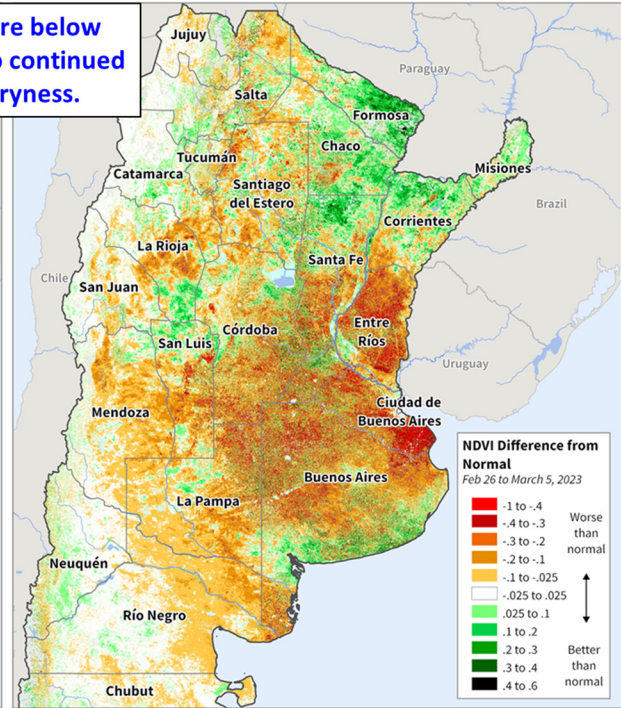 re below
o continued
ryness.
Jujuy
Paraguay
Salta
Formosa
Chaco
Tucumán
Misiones
Catamarca
Santiago
del Estero
Brazil
Corrientes
La Rioja
Santa Fe
Chile
San Juan
Entre
Ríos
Córdoba
San Luis
Uruguay
Ciudad de
Buenos Aires
Mendoza
NDVI Difference from
Normal
Feb 26 to March 5, 2023
Buenos Aires
La Pampa
-1 to -.4
-.4 to -.3
-.3 to -.2
-.2 to -.1
-.1 to -.025
-.025 to .025
.025 to .1
.1 to .2
.2 to .3
.3 to .4
.4 to .6
Worse
than
normal
Better
than
normal
Neuquén
Río Negro
Chubut